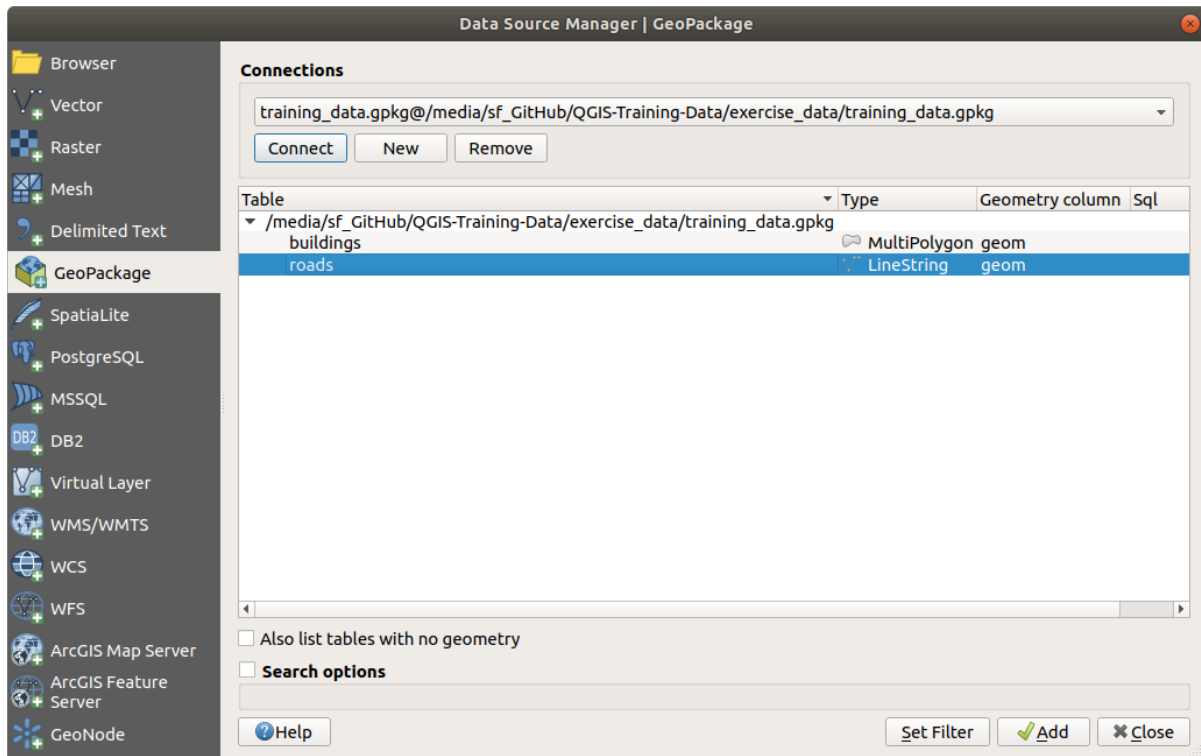 Data Source Manager | GeoPackage
Browser
Vector
Raster
Mesh
Delimited Text
GeoPackage
SpatiaLite
PostgreSQL
MSSQL
DB2
DB2
Virtual Layer
WMS/WMTS
WCS
WFS
ArcGIS Map Server
ArcGIS Feature
Server
GeoNode
Connections
training_data.gpkg@/media/sf_GitHub/QGIS-Training-Data/exercise_data/training_data.gpkg
Connect New Remove
Table Type Geometry column Sql
/media/sf_GitHub/QGIS-Training-Data/exercise_data/training_data.gpkg
buildings MultiPolygon geom
roads LineString geom
Also list tables with no geometry
Search options
Help Set Filter Add Close